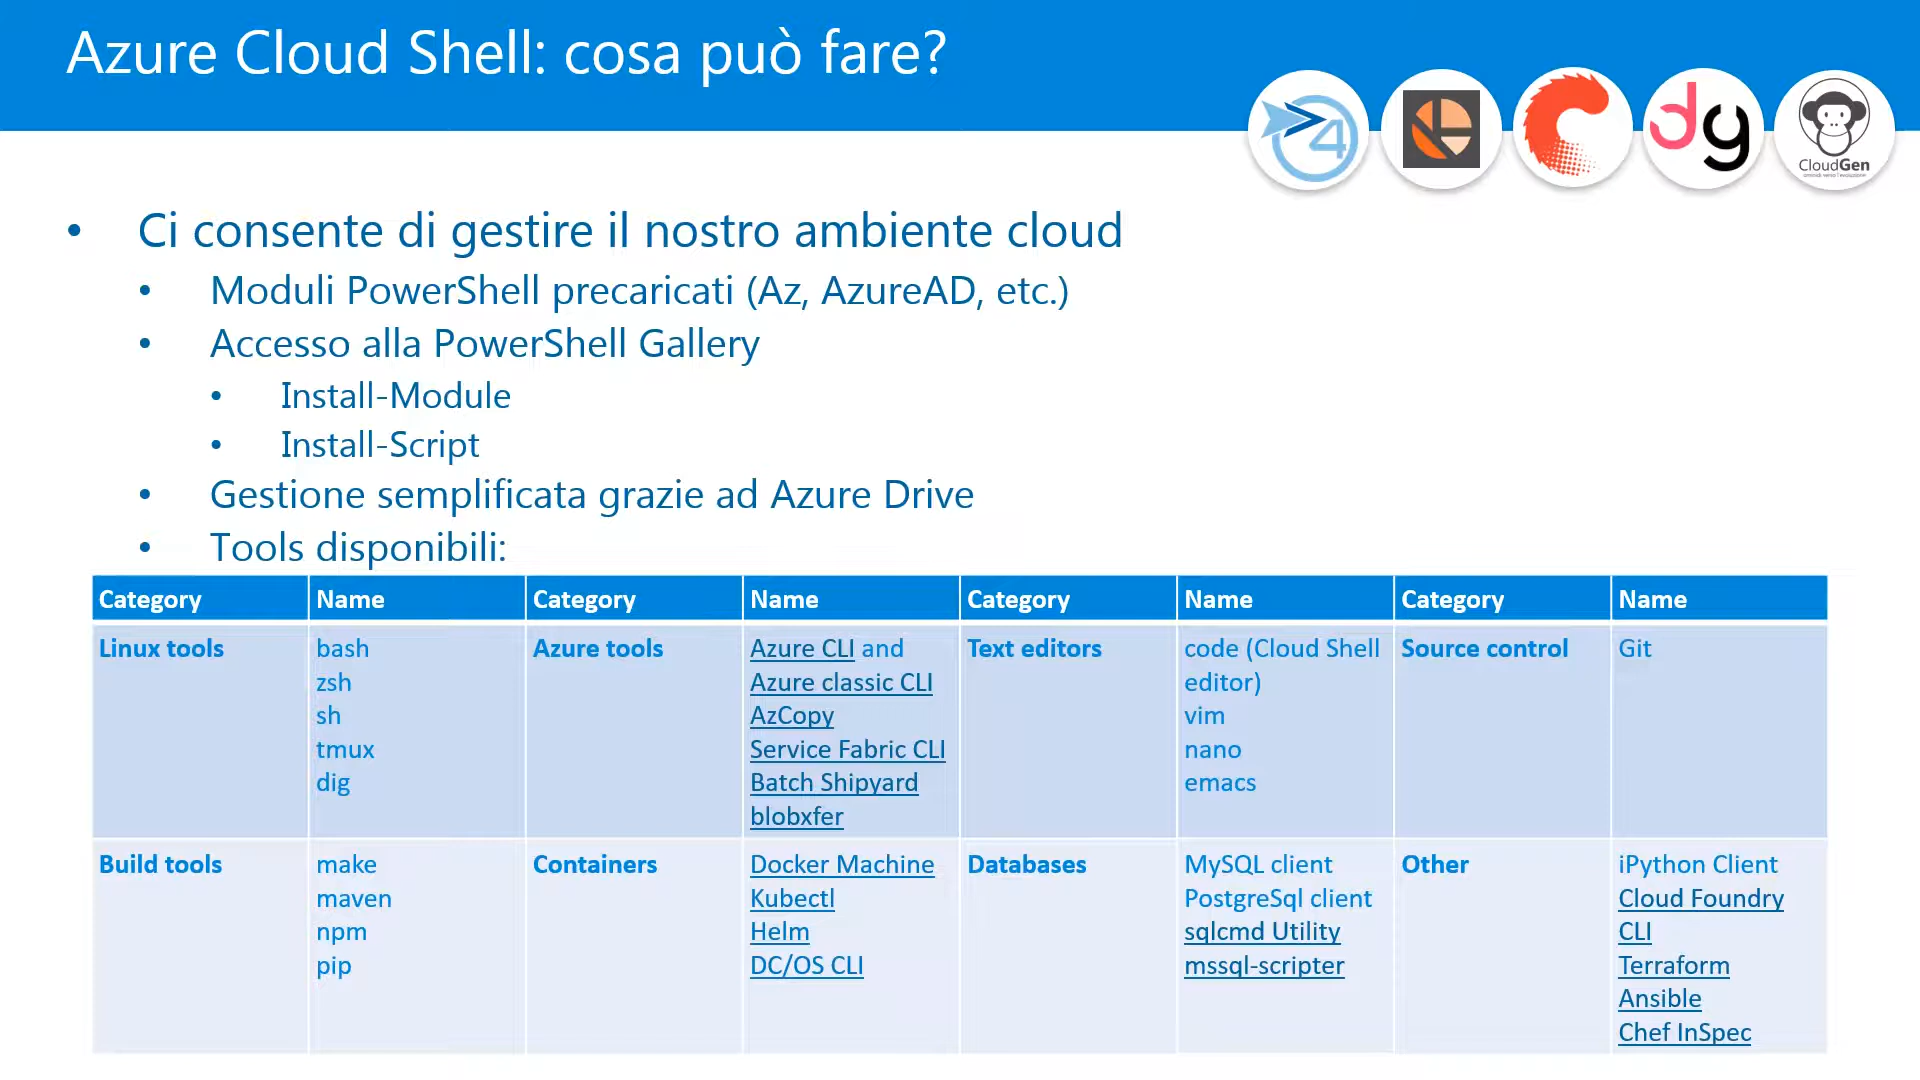 Azure Cloud Shell: cosa può fare?
4
dg
CloudGen
• Ci consente di gestire il nostro ambiente cloud
• Moduli PowerShell precaricati (Az, AzureAD, etc.)
• Accesso alla PowerShell Gallery
• Install-Module
• Install-Script
• Gestione semplificata grazie ad Azure Drive
• Tools disponibili:
Category Name Category Name Category Name Category Name
Linux tools
bash
zsh
sh
tmux
dig
Azure tools
Azure CLI and
Azure classic CLI
AzCopy
Service Fabric CLI
Batch Shipyard
blobxfer
Text editors
code (Cloud Shell
editor)
vim
nano
emacs
Source control
Git
Build tools
make
maven
npm
pip
Containers
Docker Machine
Kubectl
Helm
DC/OS CLI
Databases
MySQL client
PostgreSql client
sqlcmd Utility
mssql-scripter
Other
iPython Client
Cloud Foundry
CLI
Terraform
Ansible
Chef InSpec